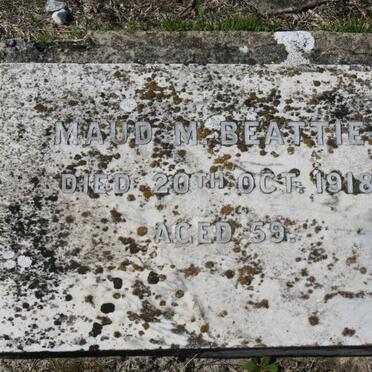 MAUD M. BEATTIE
DIED 20TH OCT. 1918
AGED 59.